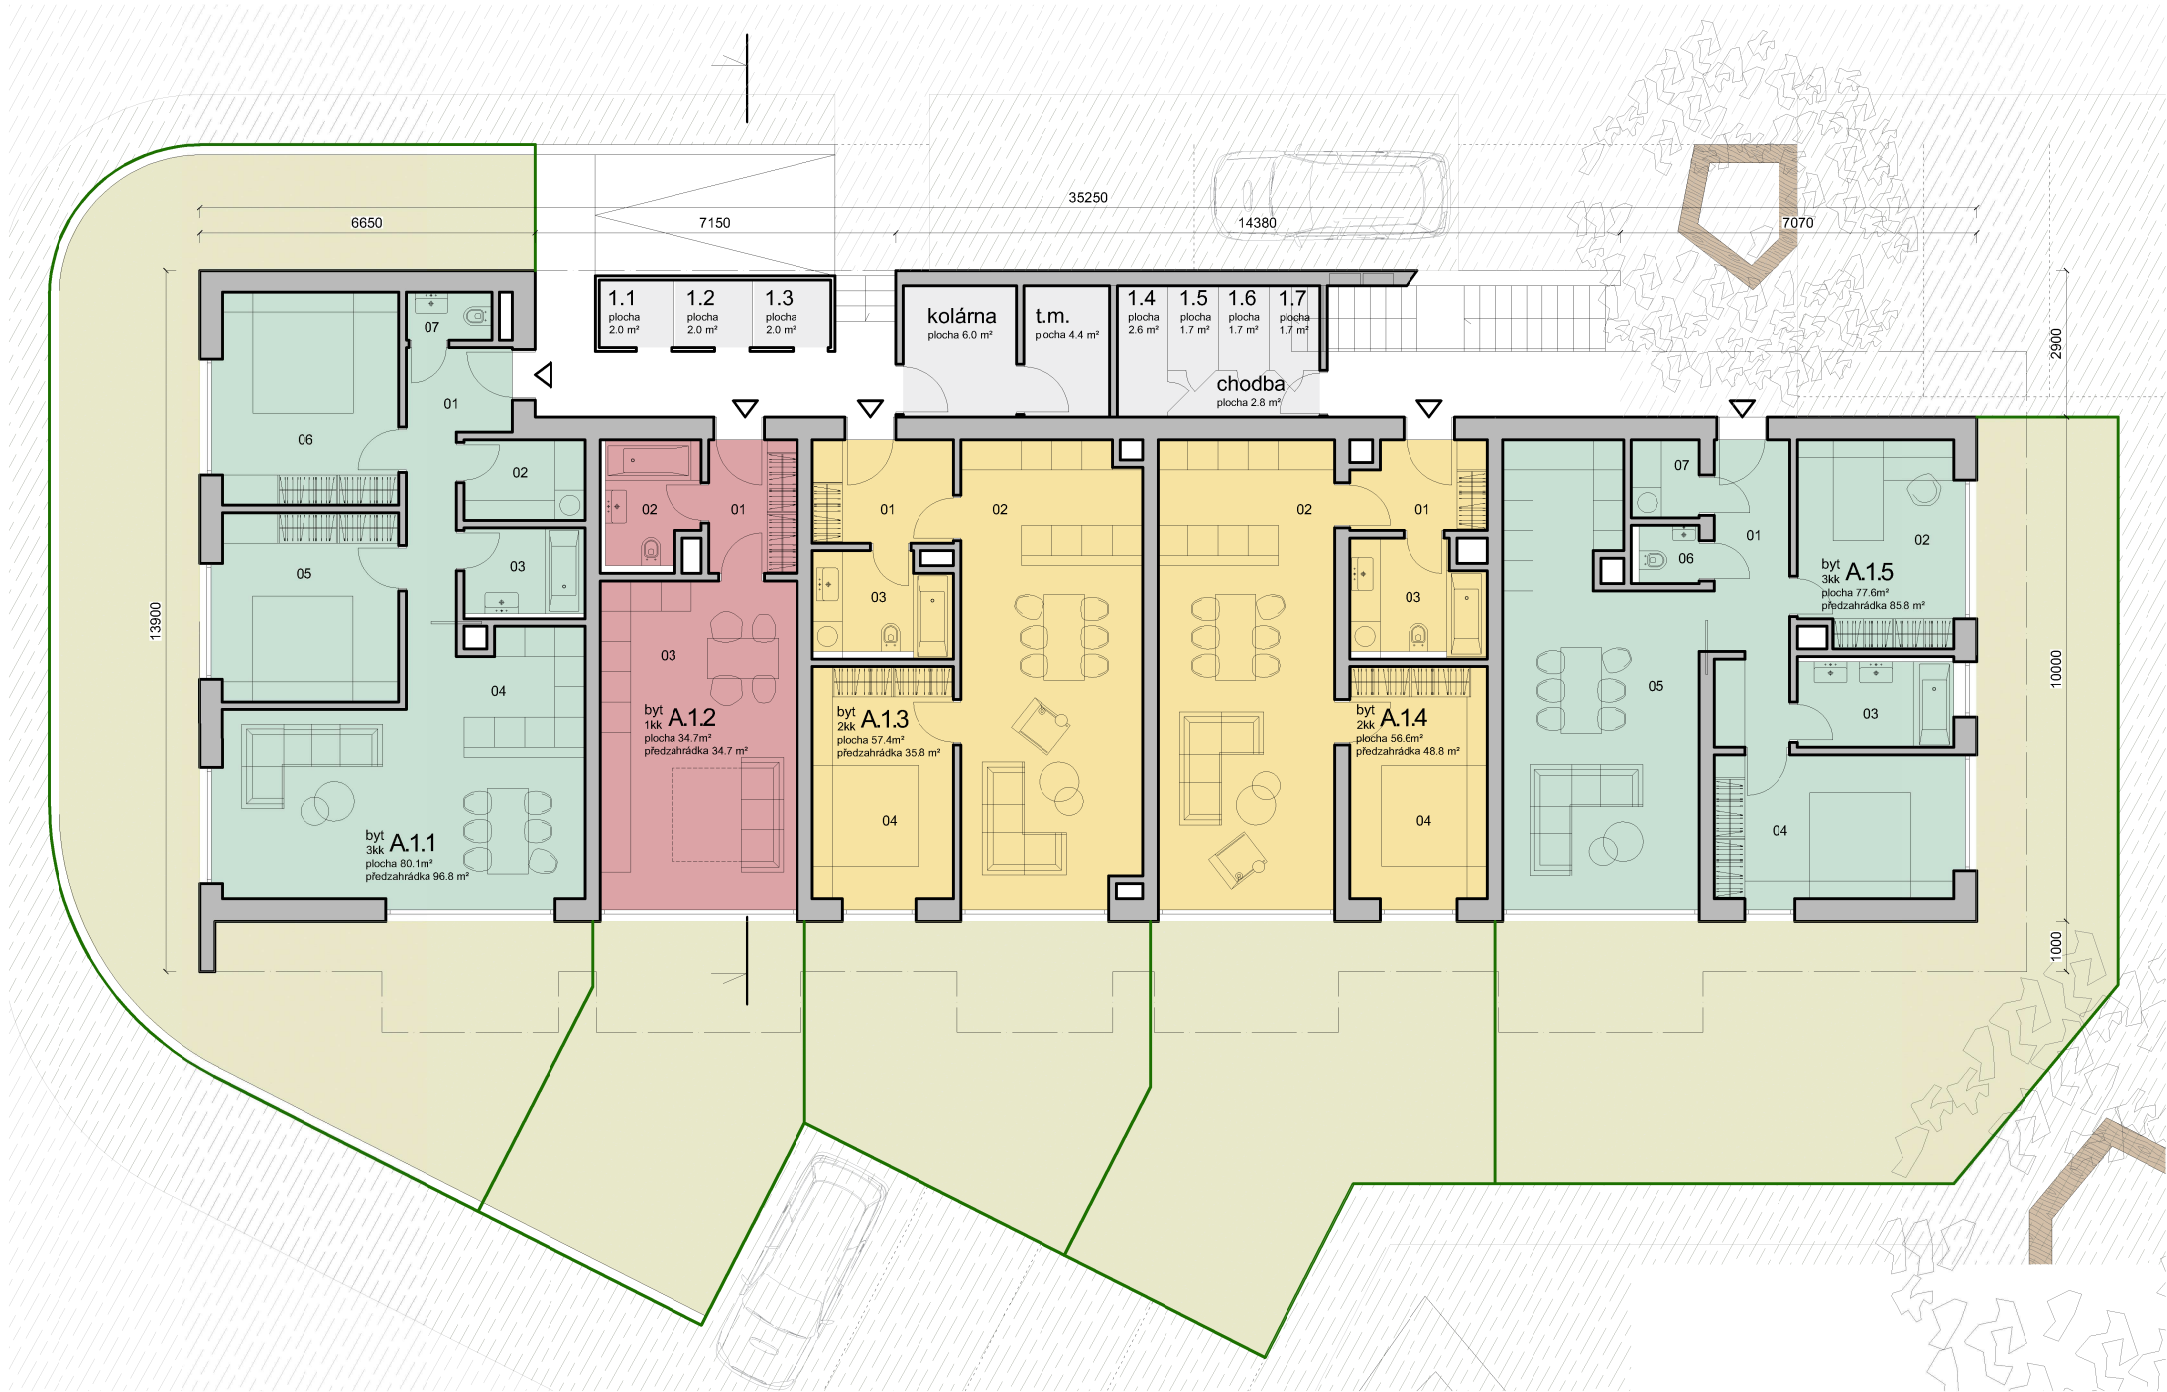 35250
6650
7150
14380
7070
13900
2900
10000
1000
1.1
plocha
2.0 m²
1.2
plocha
2.0 m²
1.3
plocha
2.0 m²
kolárna
plocha 6.0 m²
t.m.
pocha 4.4 m²
1.4
plocha
2.6 m²
1.5
plocha
1.7 m²
1.6
plocha
1.7 m²
1.7
plocha
1.7 m²
chodba
plocha 2.8 m²
07
01
06
02
05
03
04
byt
3kk A.1.1
plocha 80.1m²
předzahrádka 96.8 m²
02
01
03
byt
1kk A.1.2
plocha 34.7m²
předzahrádka 34.7 m²
01
02
03
byt
2kk A.1.3
plocha 57.4m²
předzahrádka 35.8 m²
04
02
01
03
byt
2kk A.1.4
plocha 56.6m²
předzahrádka 48.8 m²
04
07
01
02
06
byt
3kk A.1.5
plocha 77.6m²
předzahrádka 85.8 m²
05
03
04